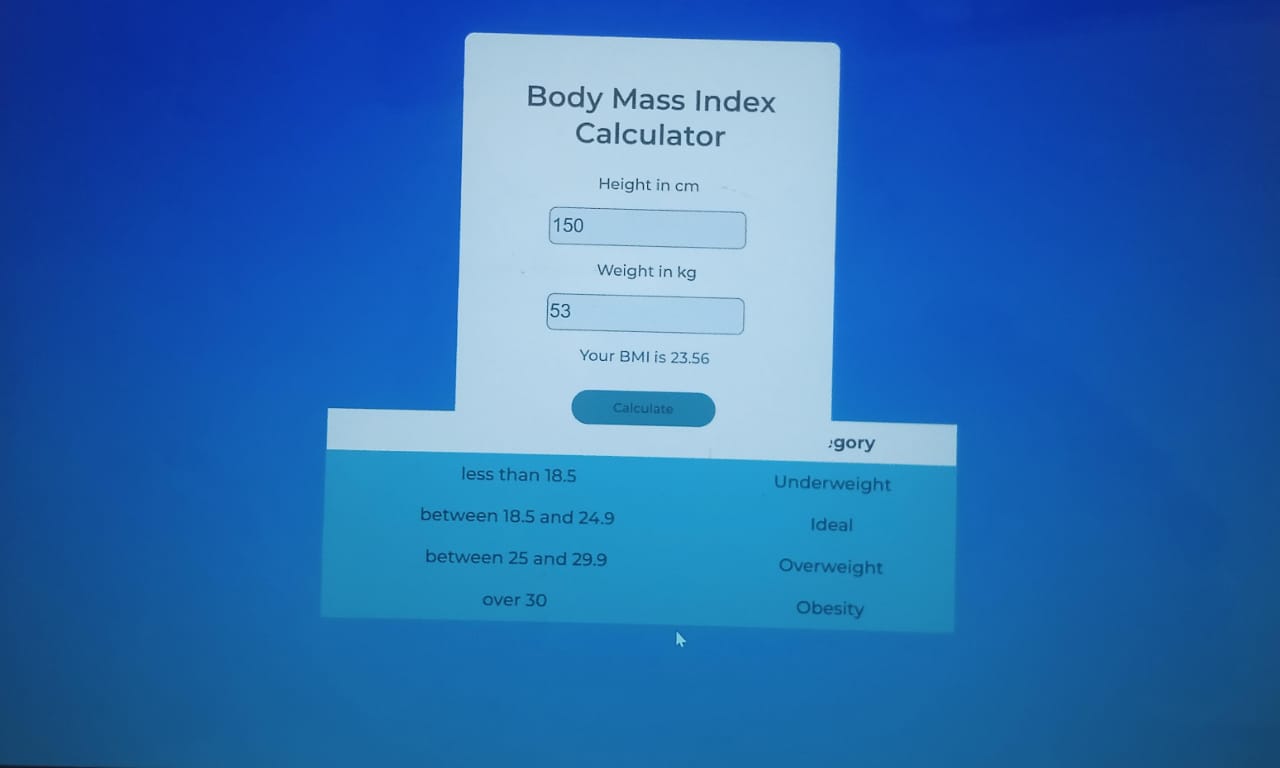 Body Mass Index
Calculator
Height in cm
150
Weight in kg
53
Your BMI is 23.56
Calculate
gory
less than 18.5 Underweight
between 18.5 and 24.9 Ideal
between 25 and 29.9 Overweight
over 30 Obesity